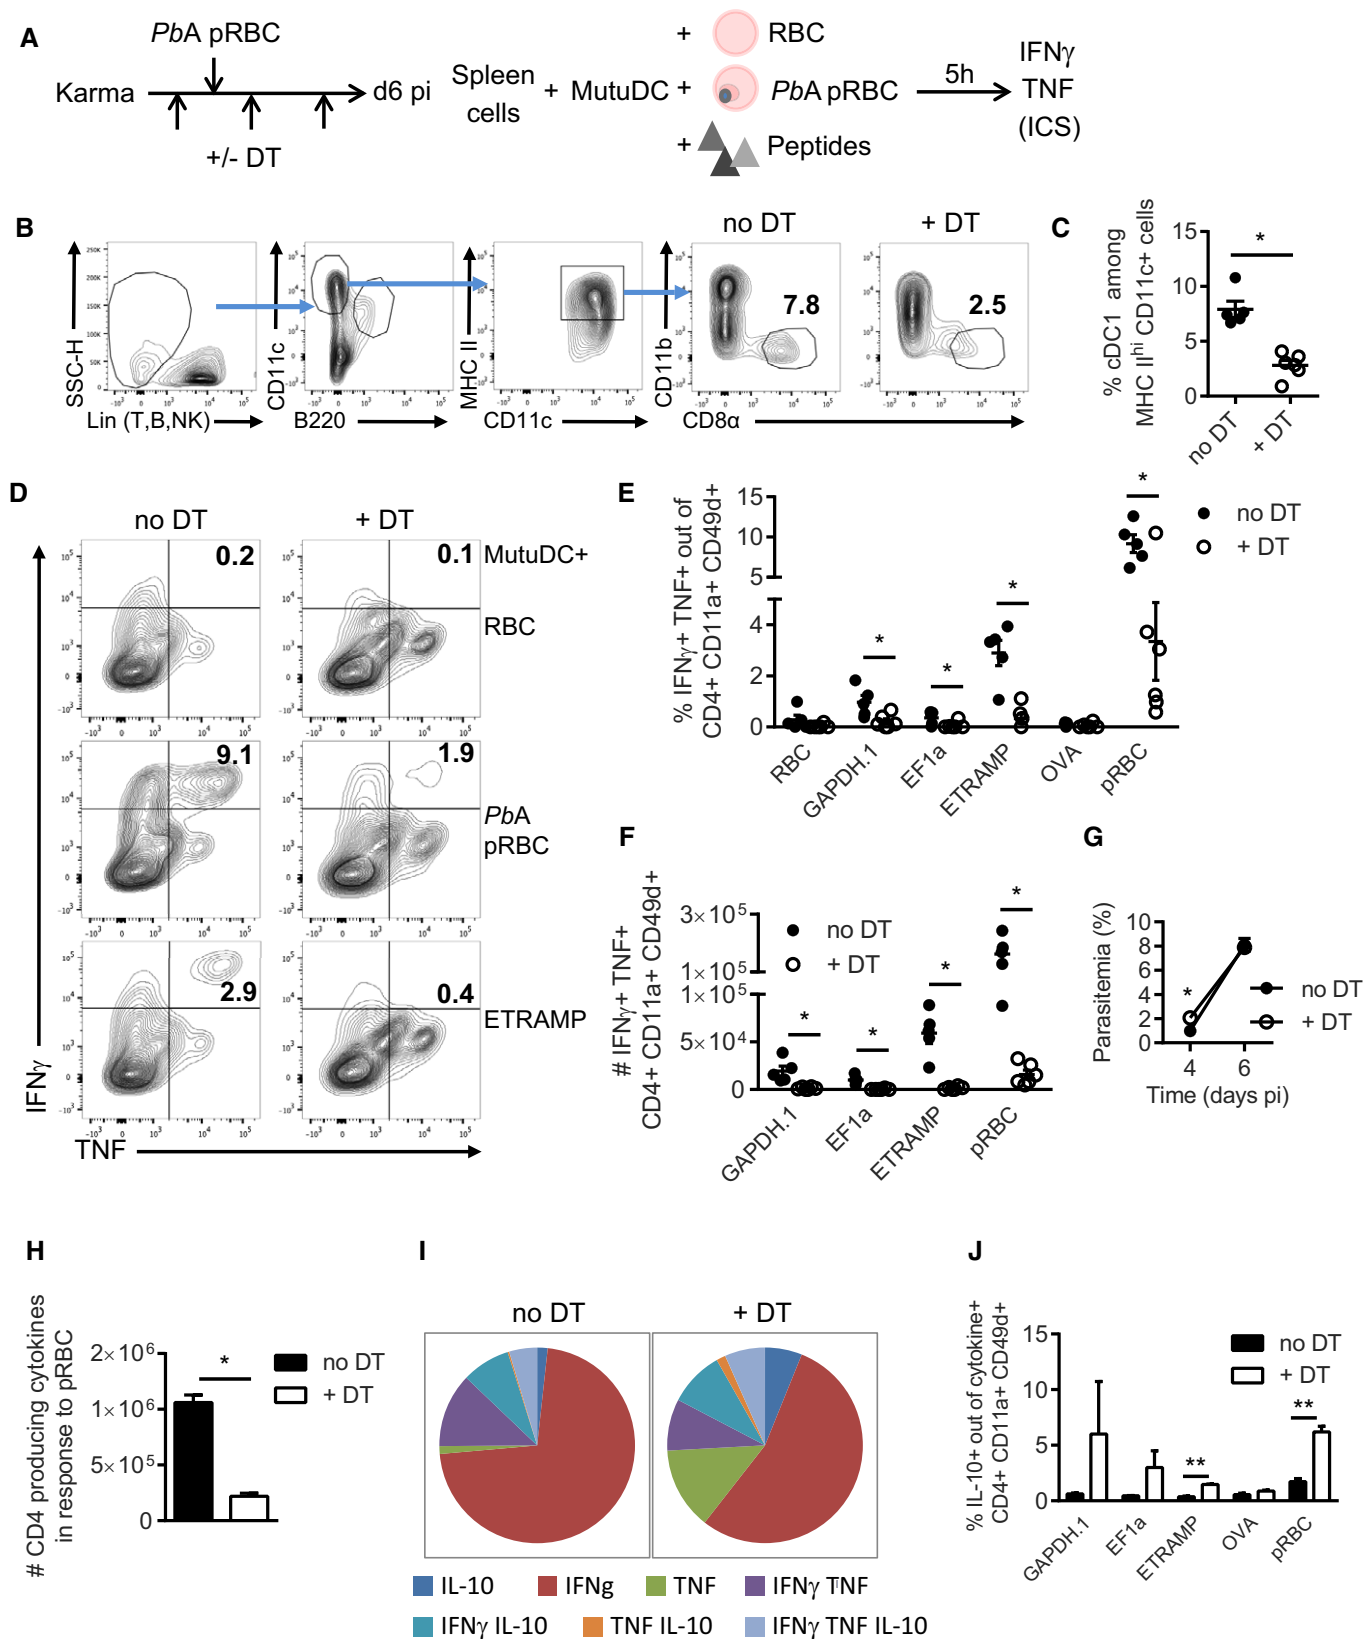 A
PbA pRBC
Karma
d6 pi
+/- DT
Spleen
cells
+ MutuDC
+ RBC
+ PbA pRBC
+ Peptides
5h
IFNγ
TNF
(ICS)
B
no DT
+ DT
SSC-H
CD11c
MHC II
CD11b
7.8
2.5
Lin (T,B,NK)
B220
CD11c
CD8α
C
% cDC1 among
MHC IIhi CD11c+ cells
15
10
5
0
*
no DT
+ DT
D
no DT
+ DT
0.2
0.1
MutuDC+
RBC
9.1
1.9
PbA
pRBC
2.9
0.4
ETRAMP
IFNγ
TNF
E
% IFNγ+ TNF+ out of
CD4+ CD11a+ CD49d+
15
10
5
4
2
0
*
*
*
*
no DT
+ DT
RBC
GAPDH.1
EF1a
ETRAMP
OVA
pRBC
F
# IFNγ+ TNF+
CD4+ CD11a+ CD49d+
3×10⁵
1×10⁵
1×10⁵
5×10⁴
0
no DT
+ DT
*
*
*
*
GAPDH.1
EF1a
ETRAMP
pRBC
G
Parasitemia (%)
10
8
6
4
2
0
*
no DT
+ DT
4
6
Time (days pi)
H
# CD4 producing cytokines
in response to pRBC
2×10⁶
1×10⁶
5×10⁵
0
*
no DT
+ DT
I
no DT
+ DT
IL-10
IFNg
TNF
IFNγ TNF
IFNγ IL-10
TNF IL-10
IFNγ TNF IL-10
J
% IL-10+ out of cytokine+
CD4+ CD11a+ CD49d+
15
10
5
0
no DT
+ DT
**
**
GAPDH.1
EF1a
ETRAMP
OVA
pRBC